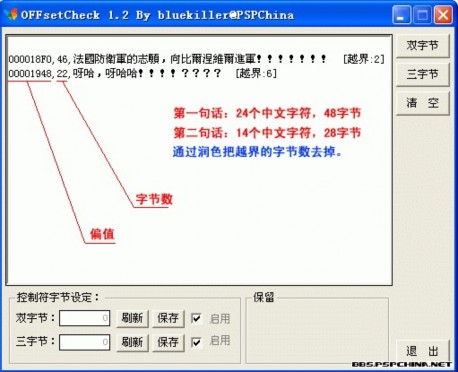 OFFsetCheck 1.2 By bluekiller@PSPChina
000018F0,46,法國防衛軍的志願，向比爾涅維爾進軍！！！！！！！ [越界:2]
00001948,22,呀哈，呀哈哈！！！！？？？？ [越界:6]
第一句话：24个中文字符，48字节
第二句话：14个中文字符，28字节
通过润色把越界的字节数去掉。
字节数
偏值
双字节
三字节
清 空
控制符字节设定：
双字节： 0 刷新 保存 启用
三字节： 0 刷新 保存 启用
保留
退 出
BBS.PSPCHINA.NET